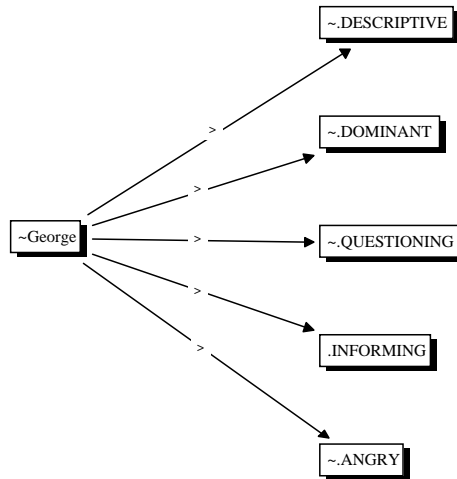 ~.DESCRIPTIVE
>
~.DOMINANT
>
~George
>
~.QUESTIONING
>
.INFORMING
>
~.ANGRY